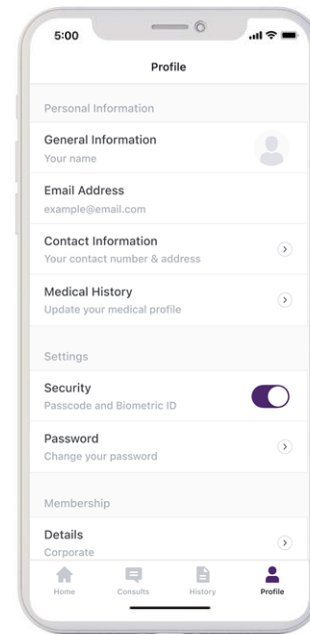 5:00
Profile
Personal Information
General Information
Your name
Email Address
example@email.com
Contact Information
Your contact number & address
Medical History
Update your medical profile
Settings
Security
Passcode and Biometric ID
Password
Change your password
Membership
Details
Corporate
Home Consults History Profile